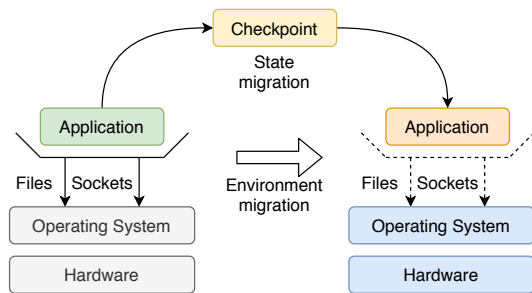 Checkpoint
State
migration
Application
Application
Files
Sockets
Environment
migration
Files
Sockets
Operating System
Operating System
Hardware
Hardware